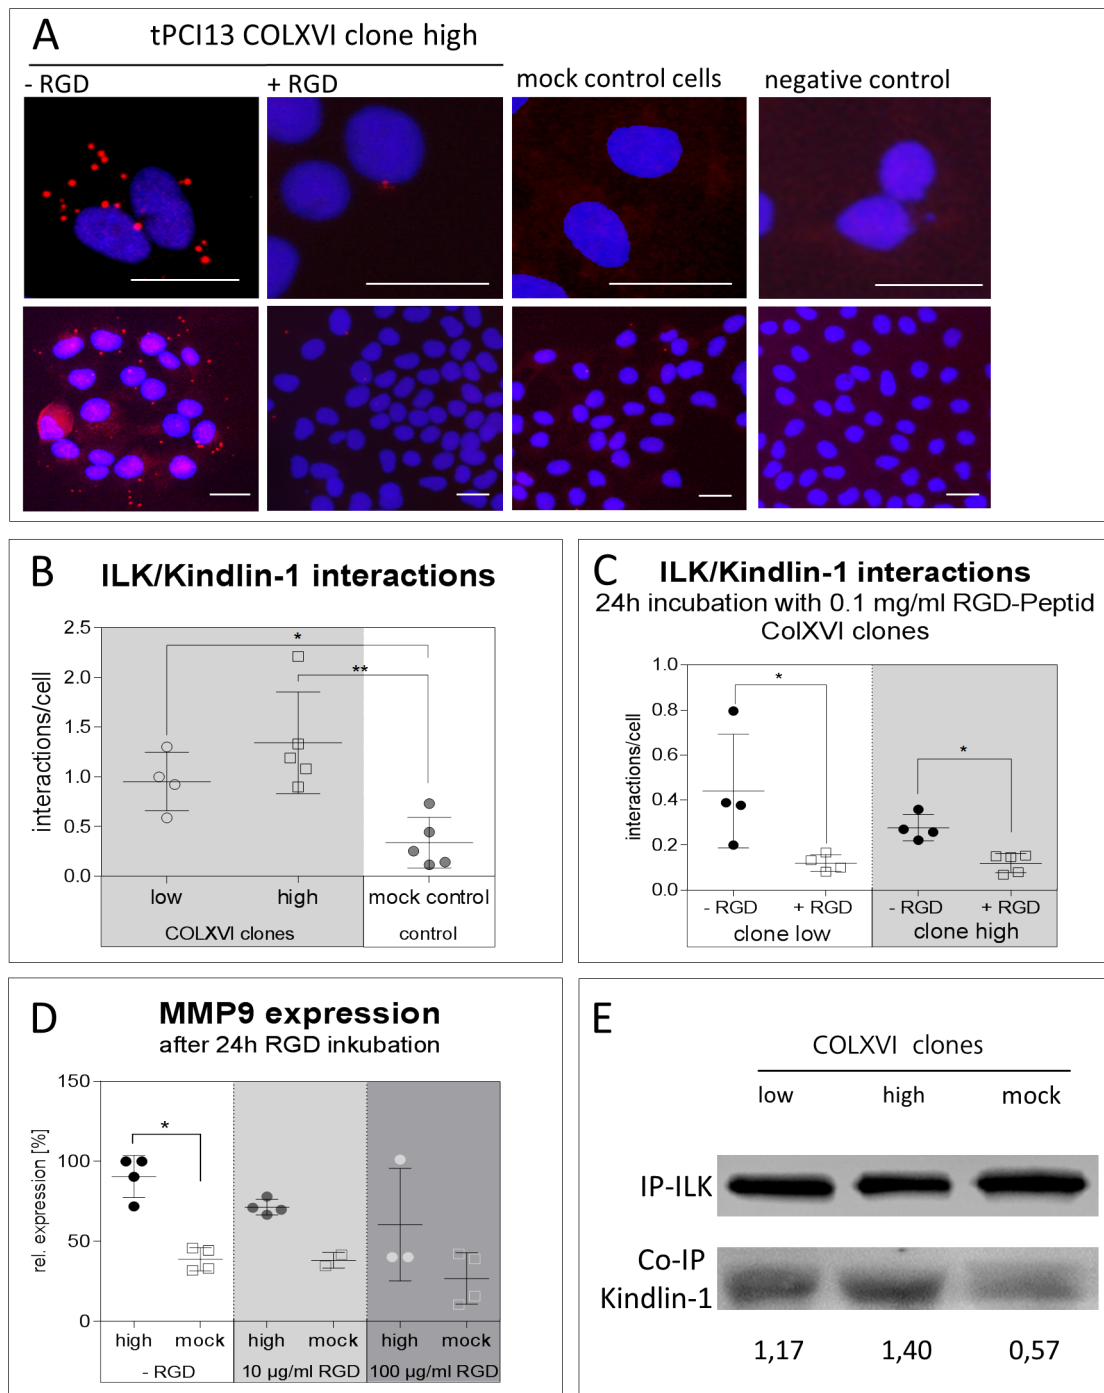 A
tPCI13 COLXVI clone high
- RGD
+ RGD
mock control cells
negative control
B
ILK/Kindlin-1 interactions
interactions/cell
2.5
2.0
1.5
1.0
0.5
0.0
*
**
low
high
mock control
COLXVI clones
control
C
ILK/Kindlin-1 interactions
24h incubation with 0.1 mg/ml RGD-Peptid
ColXVI clones
interactions/cell
1.0
0.8
0.6
0.4
0.2
0.0
*
*
- RGD
+ RGD
- RGD
+ RGD
clone low
clone high
D
MMP9 expression
after 24h RGD inkubation
rel. expression [%]
150
100
50
0
*
high
mock
high
mock
high
mock
- RGD
10 µg/ml RGD
100 µg/ml RGD
E
COLXVI clones
low
high
mock
IP-ILK
Co-IP
Kindlin-1
1,17
1,40
0,57